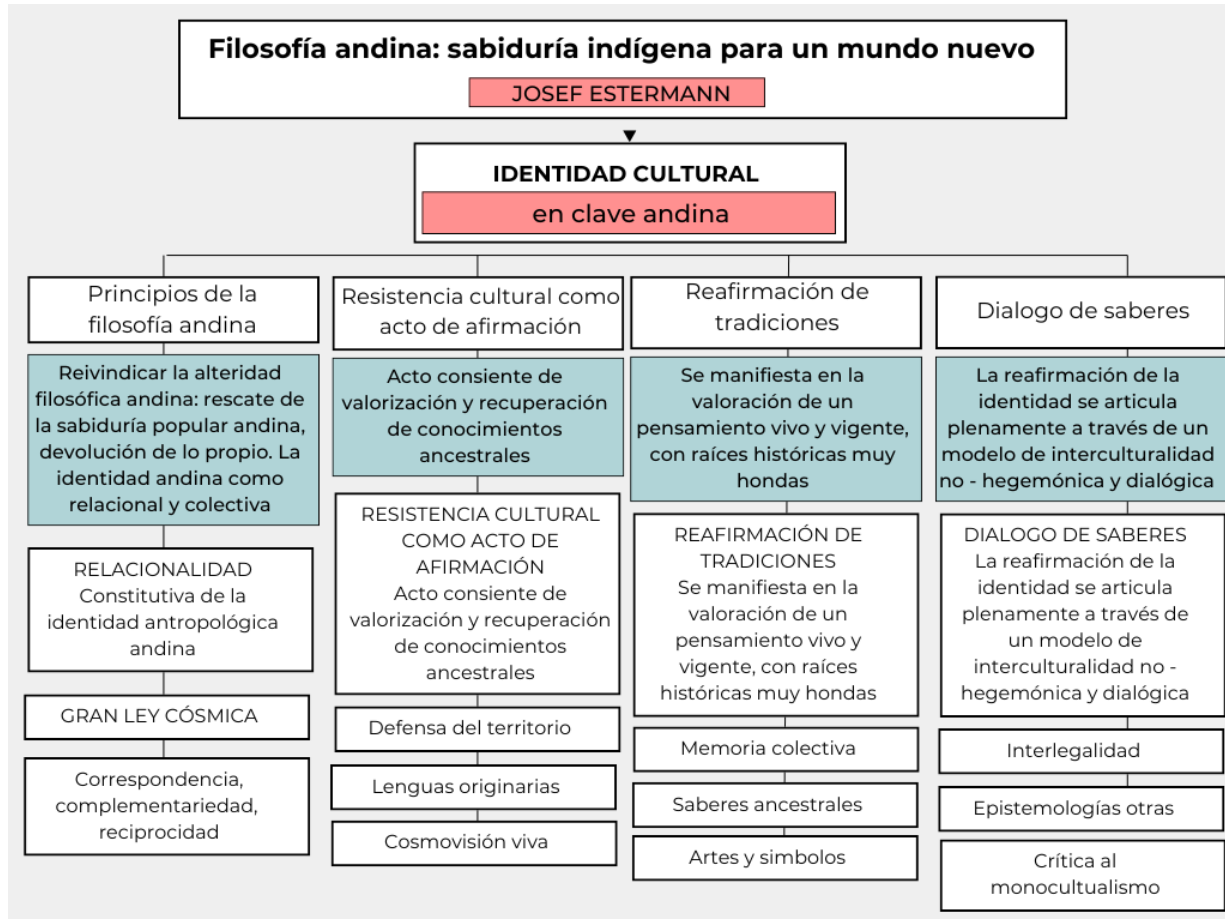 Filosofía andina: sabiduría indígena para un mundo nuevo
JOSEF ESTERMANN
IDENTIDAD CULTURAL
en clave andina
Principios de la
filosofía andina
Reivindicar la alteridad
filosófica andina: rescate de
la sabiduría popular andina,
devolución de lo propio. La
identidad andina como
relacional y colectiva
RELACIONALIDAD
Constitutiva de la
identidad antropológica
andina
GRAN LEY CÓSMICA
Correspondencia,
complementariedad,
reciprocidad
Resistencia cultural como
acto de afirmación
Acto consiente de
valorización y recuperación
de conocimientos
ancestrales
RESISTENCIA CULTURAL
COMO ACTO DE
AFIRMACIÓN
Acto consiente de
valorización y recuperación
de conocimientos
ancestrales
Defensa del territorio
Lenguas originarias
Cosmovisión viva
Reafirmación de
tradiciones
Se manifiesta en la
valoración de un
pensamiento vivo y vigente,
con raíces históricas muy
hondas
REAFIRMACIÓN DE
TRADICIONES
Se manifiesta en la
valoración de un
pensamiento vivo y
vigente, con raíces
históricas muy hondas
Memoria colectiva
Saberes ancestrales
Artes y simbolos
Dialogo de saberes
La reafirmación de la
identidad se articula
plenamente a través de un
modelo de interculturalidad
no - hegemónica y dialógica
DIALOGO DE SABERES
La reafirmación de la
identidad se articula
plenamente a través de
un modelo de
interculturalidad no -
hegemónica y dialógica
Interlegalidad
Epistemologías otras
Crítica al
monocultualismo